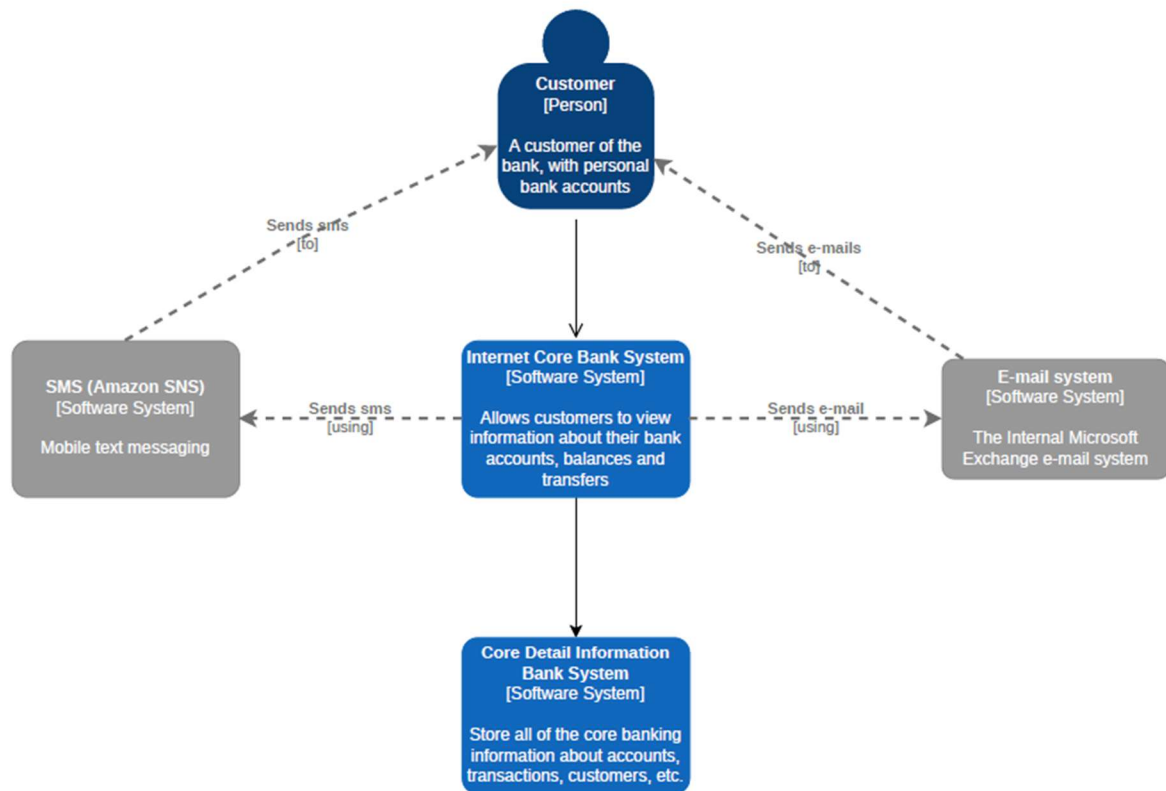 Customer
[Person]
A customer of the
bank, with personal
bank accounts
Sends sms
[to]
Sends e-mails
[to]
SMS (Amazon SNS)
[Software System]
Mobile text messaging
Sends sms
[using]
Internet Core Bank System
[Software System]
Allows customers to view
information about their bank
accounts, balances and
transfers
Sends e-mail
[using]
E-mail system
[Software System]
The Internal Microsoft
Exchange e-mail system
Core Detail Information
Bank System
[Software System]
Store all of the core banking
information about accounts,
transactions, customers, etc.